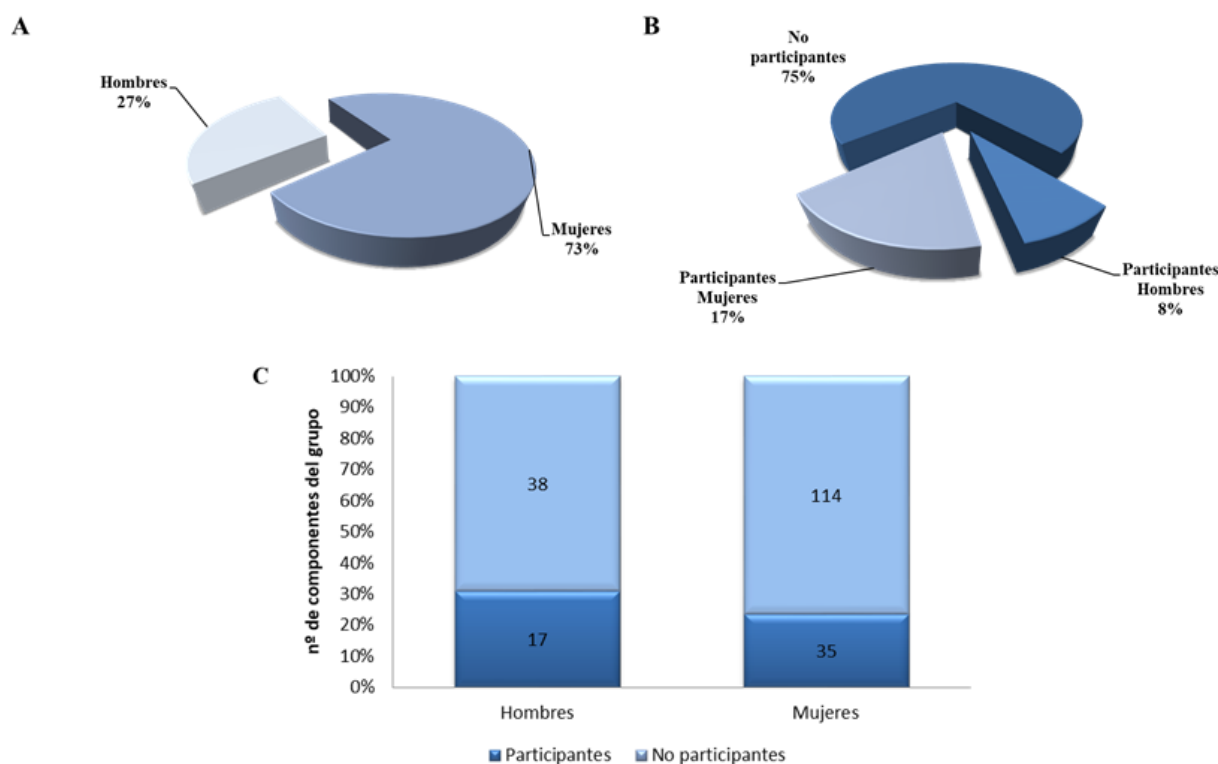 A
Hombres
27%
Mujeres
73%
B
No
participantes
75%
Participantes
Mujeres
17%
Participantes
Hombres
8%
C
nº de componentes del grupo
100%
90%
80%
70%
60%
50%
40%
30%
20%
10%
0%
38
17
114
35
Hombres
Mujeres
Participantes
No participantes